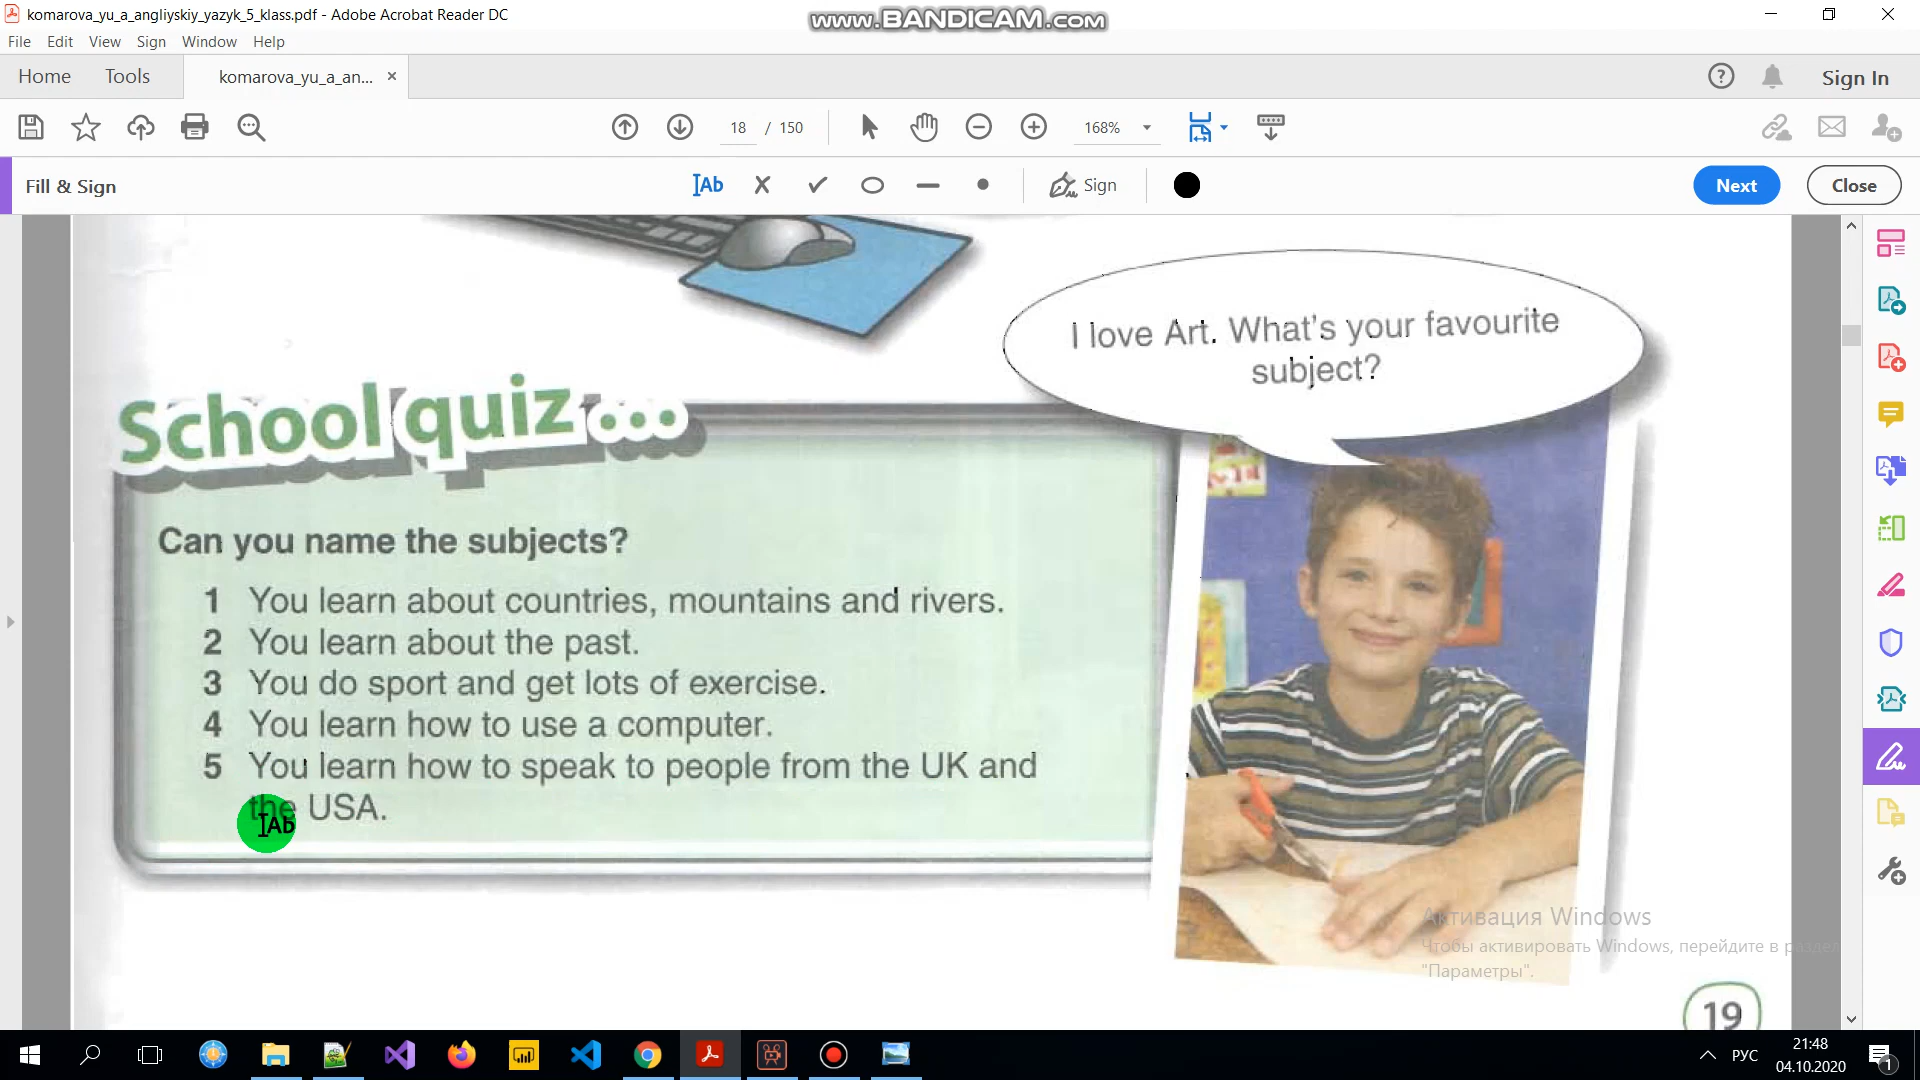 komarova_yu_a_angliyskiy_yazyk_5_klass.pdf - Adobe Acrobat Reader DC
www.BANDICAM.com
File Edit View Sign Window Help
Home Tools komarova_yu_a_an... × Sign In
18 / 150 168%
Fill & Sign Ab Sign Next Close
I love Art. What's your favourite
subject?
School quiz ...
Can you name the subjects?
1 You learn about countries, mountains and rivers.
2 You learn about the past.
3 You do sport and get lots of exercise.
4 You learn how to use a computer.
5 You learn how to speak to people from the UK and
the USA.
Ab
Активация Windows
Чтобы активировать Windows, перейдите в раздел
"Параметры".
19
РУС 21:48
04.10.2020
1